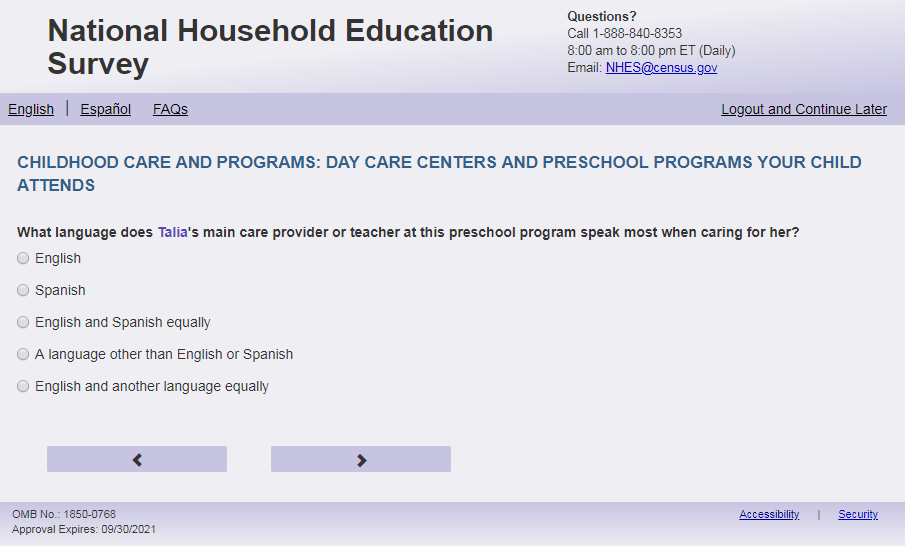 National Household Education
Survey
Questions?
Call 1-888-840-8353
8:00 am to 8:00 pm ET (Daily)
Email: NHES@census.gov
English | Español FAQs Logout and Continue Later
CHILDHOOD CARE AND PROGRAMS: DAY CARE CENTERS AND PRESCHOOL PROGRAMS YOUR CHILD
ATTENDS
What language does Talia's main care provider or teacher at this preschool program speak most when caring for her?
English
Spanish
English and Spanish equally
A language other than English or Spanish
English and another language equally
OMB No.: 1850-0768
Approval Expires: 09/30/2021
Accessibility | Security